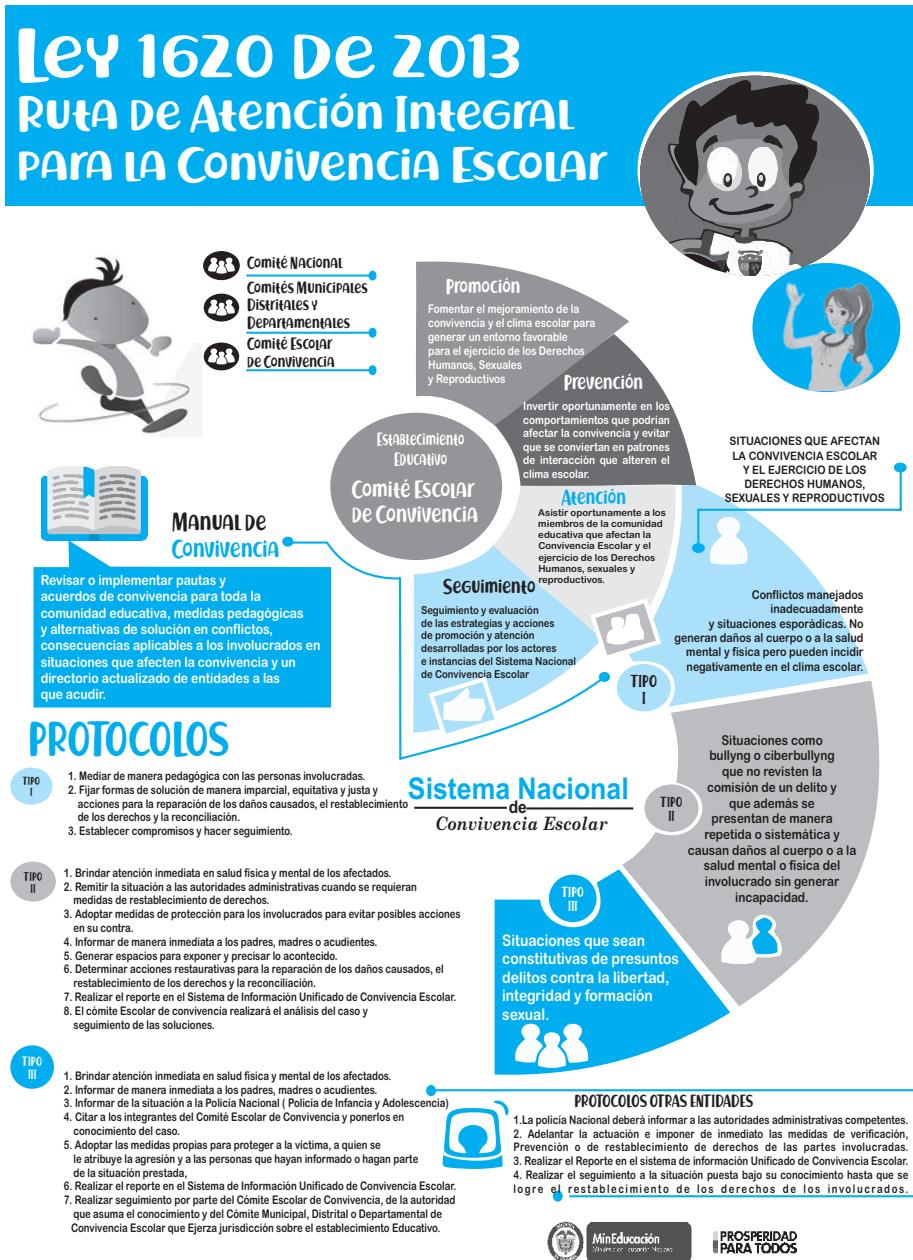 Ley 1620 de 2013
Ruta de Atención Integral
para la Convivencia Escolar
Comité Nacional
Comités Municipales
Distritales y
Departamentales
Comité Escolar
de Convivencia
Promoción
Fomentar el mejoramiento de la
convivencia y el clima escolar para
generar un entorno favorable
para el ejercicio de los Derechos
Humanos, Sexuales
y Reproductivos
Prevención
Invertir oportunamente en los
comportamientos que podrían
afectar la convivencia y evitar
que se conviertan en patrones
de interacción que alteren el
clima escolar.
Establecimiento
Educativo
Comité Escolar
de Convivencia
Atención
Asistir oportunamente a los
miembros de la comunidad
educativa que afectan la
Convivencia Escolar y el
ejercicio de los Derechos
Humanos, sexuales y
reproductivos.
Seguimiento
Seguimiento y evaluación
de las estrategias y acciones
de promoción y atención
desarrolladas por los actores
e instancias del Sistema Nacional
de Convivencia Escolar
SITUACIONES QUE AFECTAN
LA CONVIVENCIA ESCOLAR
Y EL EJERCICIO DE LOS
DERECHOS HUMANOS,
SEXUALES Y REPRODUCTIVOS
Manual de
Convivencia
Revisar o implementar pautas y
acuerdos de convivencia para toda la
comunidad educativa, medidas pedagógicas
y alternativas de solución en conflictos,
consecuencias aplicables a los involucrados en
situaciones que afecten la convivencia y un
directorio actualizado de entidades a las
que acudir.
Conflictos manejados
inadecuadamente
y situaciones esporádicas. No
generan daños al cuerpo o a la salud
mental y física pero pueden incidir
negativamente en el clima escolar.
TIPO
I
Situaciones como
bullyng o ciberbullyng
que no revisten la
comisión de un delito y
que además se
presentan de manera
repetida o sistemática y
causan daños al cuerpo o a la
salud mental o física del
involucrado sin generar
incapacidad.
TIPO
II
TIPO
III
Situaciones que sean
constitutivas de presuntos
delitos contra la libertad,
integridad y formación
sexual.
Sistema Nacional
de
Convivencia Escolar
PROTOCOLOS
TIPO
I
1. Mediar de manera pedagógica con las personas involucradas.
2. Fijar formas de solución de manera imparcial, equitativa y justa y
acciones para la reparación de los daños causados, el restablecimiento
de los derechos y la reconciliación.
3. Establecer compromisos y hacer seguimiento.
TIPO
II
1. Brindar atención inmediata en salud física y mental de los afectados.
2. Remitir la situación a las autoridades administrativas cuando se requieran
medidas de restablecimiento de derechos.
3. Adoptar medidas de protección para los involucrados para evitar posibles acciones
en su contra.
4. Informar de manera inmediata a los padres, madres o acudientes.
5. Generar espacios para exponer y precisar lo acontecido.
6. Determinar acciones restaurativas para la reparación de los daños causados, el
restablecimiento de los derechos y la reconciliación.
7. Realizar el reporte en el Sistema de Información Unificado de Convivencia Escolar.
8. El cómite Escolar de convivencia realizará el análisis del caso y
seguimiento de las soluciones.
TIPO
III
1. Brindar atención inmediata en salud física y mental de los afectados.
2. Informar de manera inmediata a los padres, madres o acudientes.
3. Informar de la situación a la Policía Nacional ( Policía de Infancia y Adolescencia)
4. Citar a los integrantes del Comité Escolar de Convivencia y ponerlos en
conocimiento del caso.
5. Adoptar las medidas propias para proteger a la víctima, a quien se
le atribuye la agresión y a las personas que hayan informado o hagan parte
de la situación prestada,
6. Realizar el reporte en el Sistema de Información Unificado de Convivencia Escolar.
7. Realizar seguimiento por parte del Cómite Escolar de Convivencia, de la autoridad
que asuma el conocimiento y del Cómite Municipal, Distrital o Departamental de
Convivencia Escolar que Ejerza jurisdicción sobre el establecimiento Educativo.
PROTOCOLOS OTRAS ENTIDADES
1.La policía Nacional deberá informar a las autoridades administrativas competentes.
2. Adelantar la actuación e imponer de inmediato las medidas de verificación,
Prevención o de restablecimiento de derechos de las partes involucradas.
3. Realizar el Reporte en el sistema de información Unificado de Convivencia Escolar.
4. Realizar el seguimiento a la situación puesta bajo su conocimiento hasta que se
logre el restablecimiento de los derechos de los involucrados.
MinEducación
PROSPERIDAD
PARA TODOS